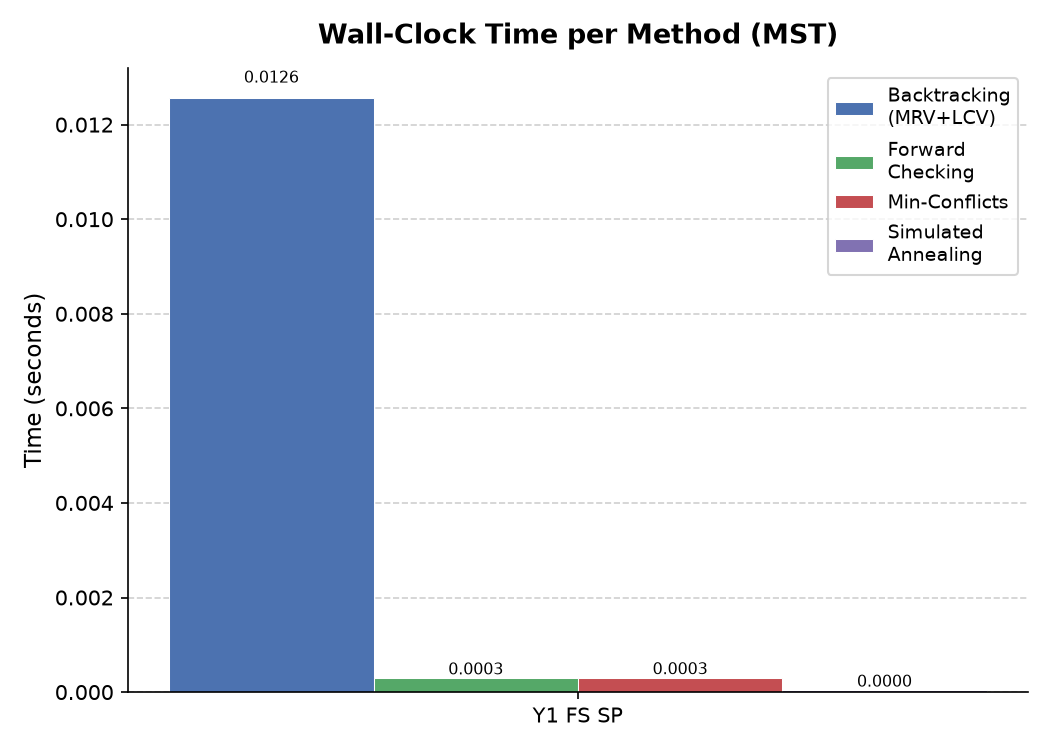 Wall-Clock Time per Method (MST)
0.0126
Backtracking
(MRV+LCV)
Forward
Checking
Min-Conflicts
Simulated
Annealing
Time (seconds)
0.012
0.010
0.008
0.006
0.004
0.002
0.000
0.0003
0.0003
0.0000
Y1 FS SP